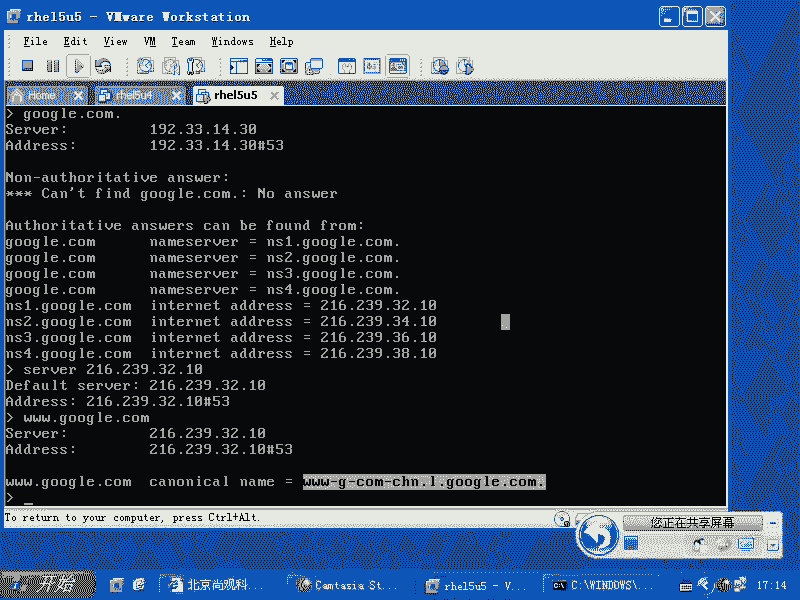 rhel5u5 - VMware Workstation
File Edit View VM Team Windows Help
Home rhel5u4 rhel5u5
> google.com.
Server: 192.33.14.30
Address: 192.33.14.30#53
Non-authoritative answer:
*** Can't find google.com.: No answer
Authoritative answers can be found from:
google.com nameserver = ns1.google.com.
google.com nameserver = ns2.google.com.
google.com nameserver = ns3.google.com.
google.com nameserver = ns4.google.com.
ns1.google.com internet address = 216.239.32.10
ns2.google.com internet address = 216.239.34.10
ns3.google.com internet address = 216.239.36.10
ns4.google.com internet address = 216.239.38.10
> server 216.239.32.10
Default server: 216.239.32.10
Address: 216.239.32.10#53
> www.google.com
Server: 216.239.32.10
Address: 216.239.32.10#53
www.google.com canonical name = www-g-com-chn.l.google.com.
> _
To return to your computer, press Ctrl+Alt.
您正在共享屏幕
开始 北京尚观科... Camtasia St... rhel5u5 - V... C:\WINDOWS\... 17:14